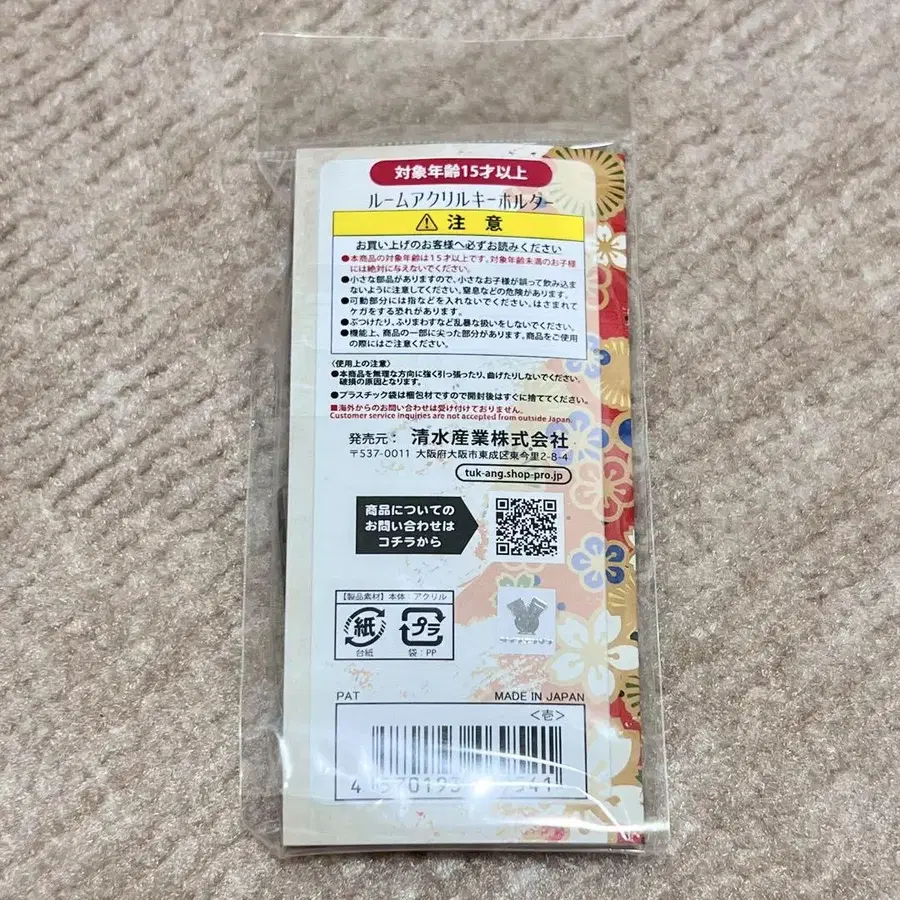 対象年齢15才以上
ルームアクリルキーホルダー
注 意
お買い上げのお客様へ必ずお読みください
●本商品の対象年齢は15才以上です。対象年齢未満のお子様
には絶対に与えないでください。
●小さな部品がありますので、小さなお子様が誤って飲み込ま
ないように注意してください。窒息などの危険があります。
●可動部分には指などを入れないでください。はさまれて
ケガをする恐れがあります。
●ぶつけたり、ふりまわすなど乱暴な扱いをしないでください。
●機能上、商品の一部に尖った部分があります。商品をご使用
の際にはご注意ください。
〈使用上の注意〉
●本商品を無理な方向に強く引っ張ったり、曲げたりしないでください。
破損の原因となります。
●プラスチック袋は梱包材ですので開封後はすぐに捨ててください。
■海外からのお問い合わせは受け付けておりません。
Customer service inquiries are not accepted from outside Japan.
発売元： 清水産業株式会社
〒537-0011 大阪府大阪市東成区東今里2-8-4
tuk-ang.shop-pro.jp
商品についての
お問い合わせは
コチラから
【製品素材】本体：アクリル
紙 プラ
台紙 袋：PP
PAT MADE IN JAPAN
＜壱＞